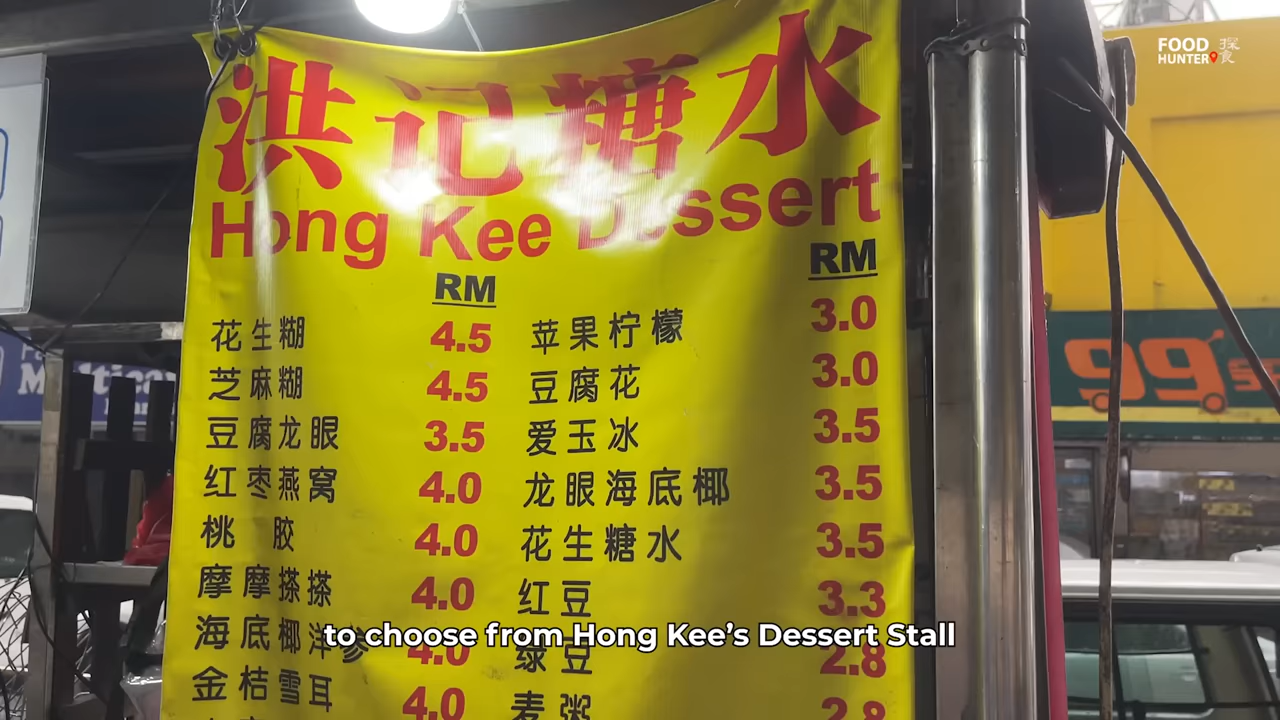 FOOD 探
HUNTER 食
洪记糖水
Hong Kee Dessert
RM
花生糊 4.5
芝麻糊 4.5
豆腐龙眼 3.5
红枣燕窝 4.0
桃 胶 4.0
摩摩搽搽 4.0
海底椰洋参 4.0
金桔雪耳 4.0
RM
苹果柠檬 3.0
豆腐花 3.0
爱玉冰 3.5
龙眼海底椰 3.5
花生糖水 3.5
红豆 3.3
绿豆 2.8
麦粥 2.8
99
to choose from Hong Kee's Dessert Stall